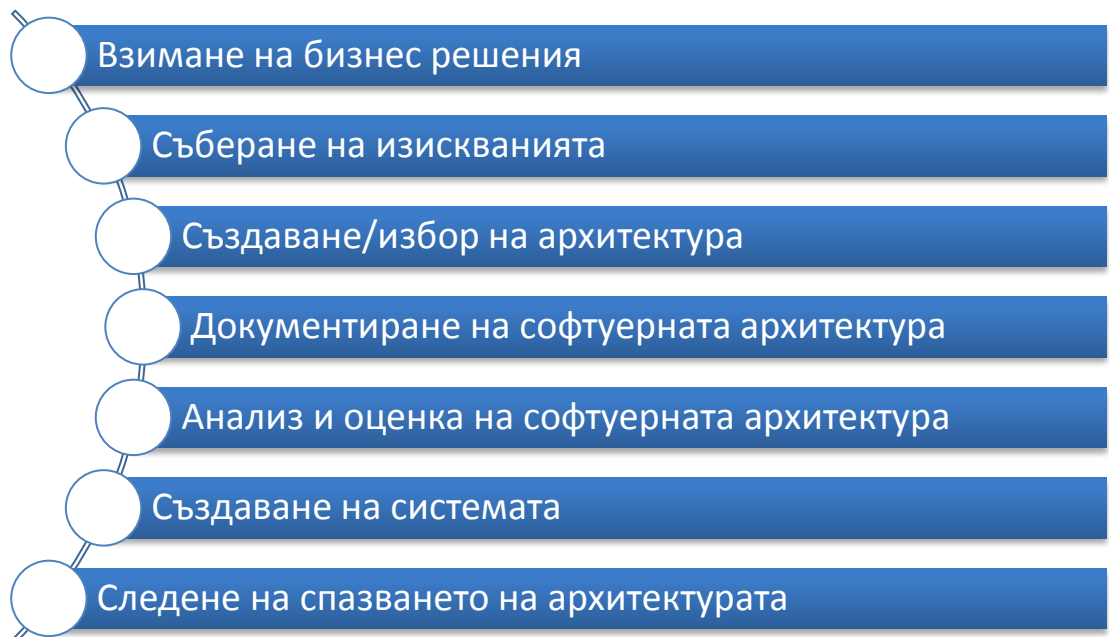 Взимане на бизнес решения
Съберане на изискванията
Създаване/избор на архитектура
Документиране на софтуерната архитектура
Анализ и оценка на софтуерната архитектура
Създаване на системата
Следене на спазването на архитектурата